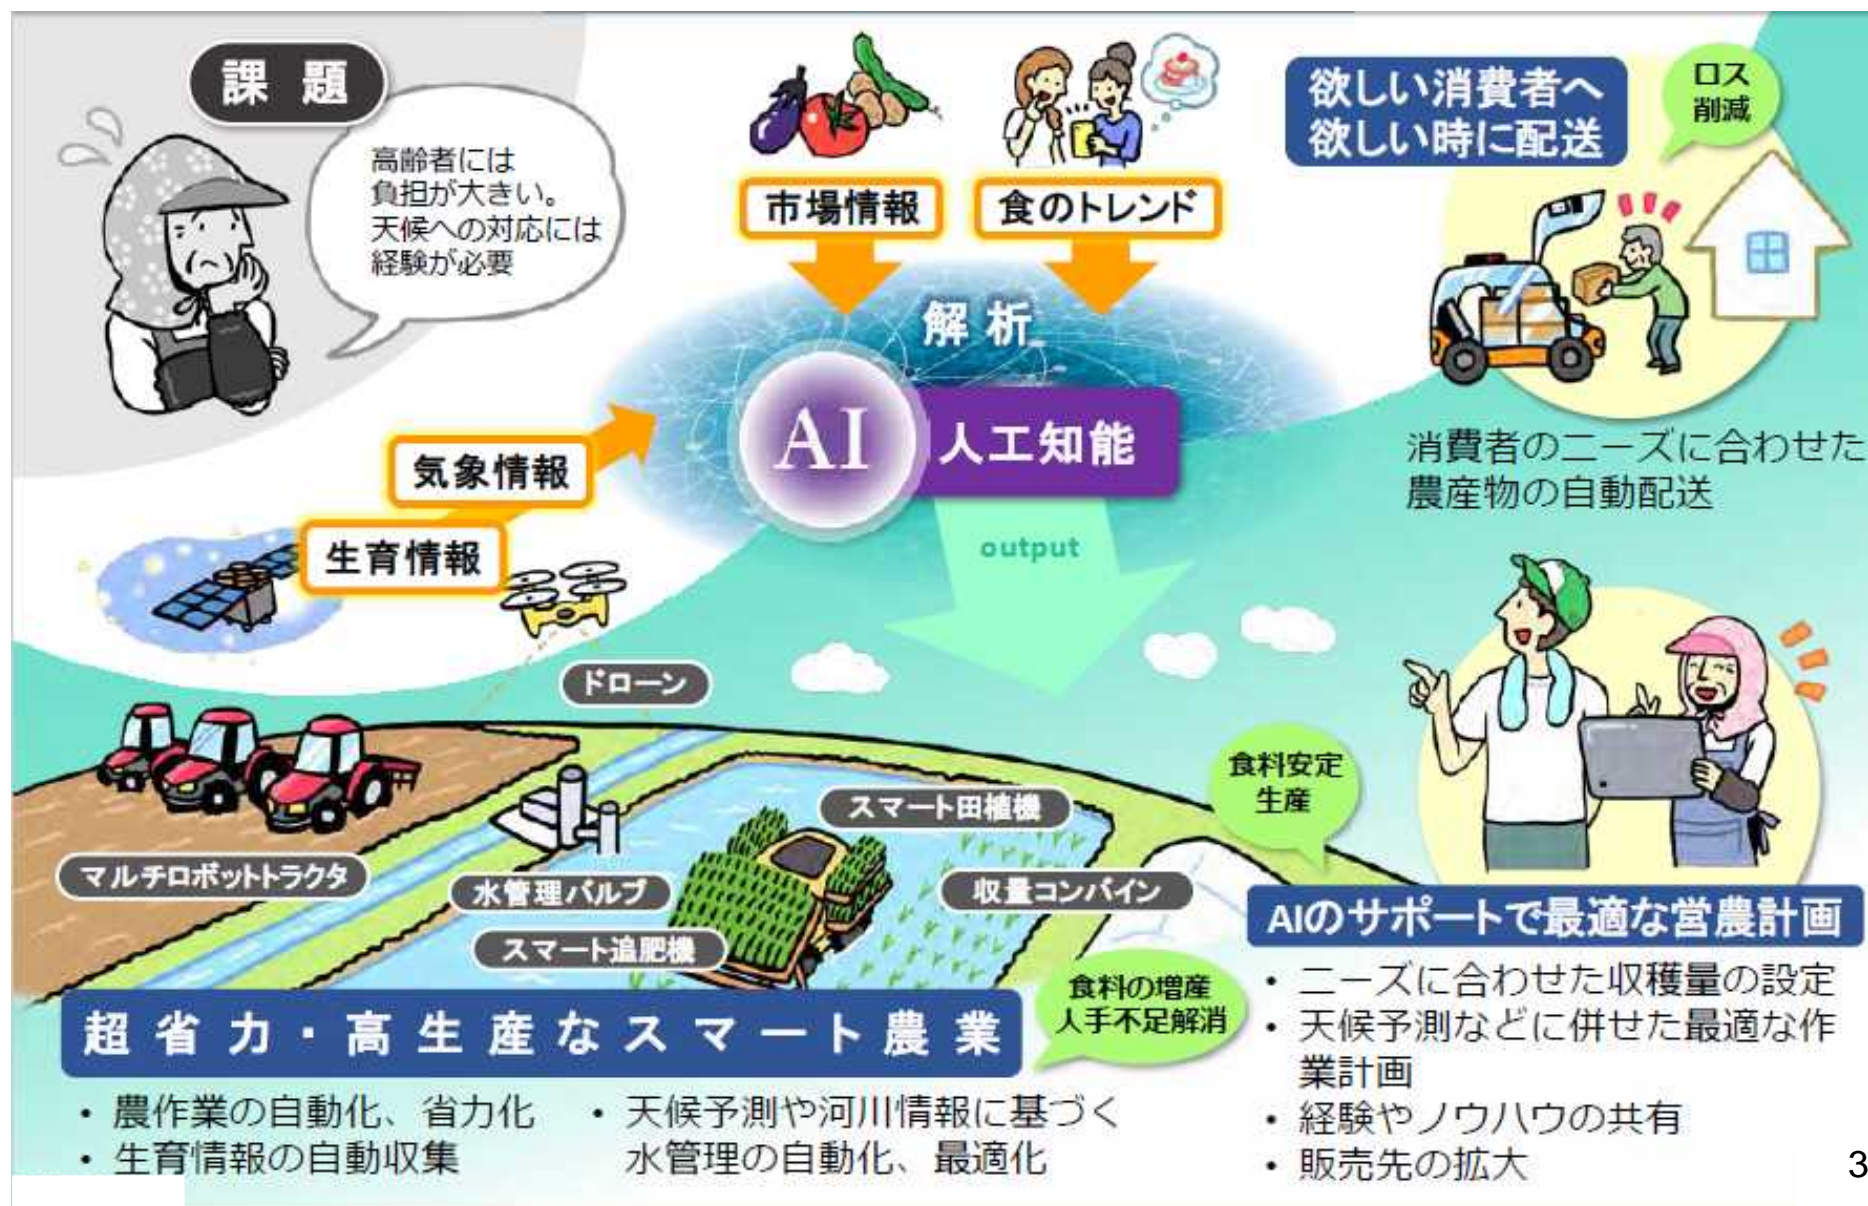 課題
高齢者には
負担が大きい。
天候への対応には
経験が必要
市場情報
食のトレンド
欲しい消費者へ
欲しい時に配送
ロス
削減
解析
AI 人工知能
消費者のニーズに合わせた
農産物の自動配送
気象情報
生育情報
output
ドローン
食料安定
生産
スマート田植機
マルチロボットトラクタ
水管理バルブ
収量コンバイン
スマート追肥機
AIのサポートで最適な営農計画
・ ニーズに合わせた収穫量の設定
・ 天候予測などに併せた最適な作
業計画
・ 経験やノウハウの共有
・ 販売先の拡大
食料の増産
人手不足解消
超省力・高生産なスマート農業
・ 農作業の自動化、省力化
・ 生育情報の自動収集
・ 天候予測や河川情報に基づく
水管理の自動化、最適化
3